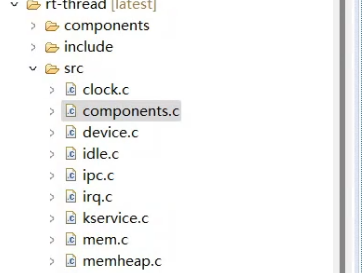 rt-thread [latest]
components
include
src
clock.c
components.c
device.c
idle.c
ipc.c
irq.c
kservice.c
mem.c
memheap.c